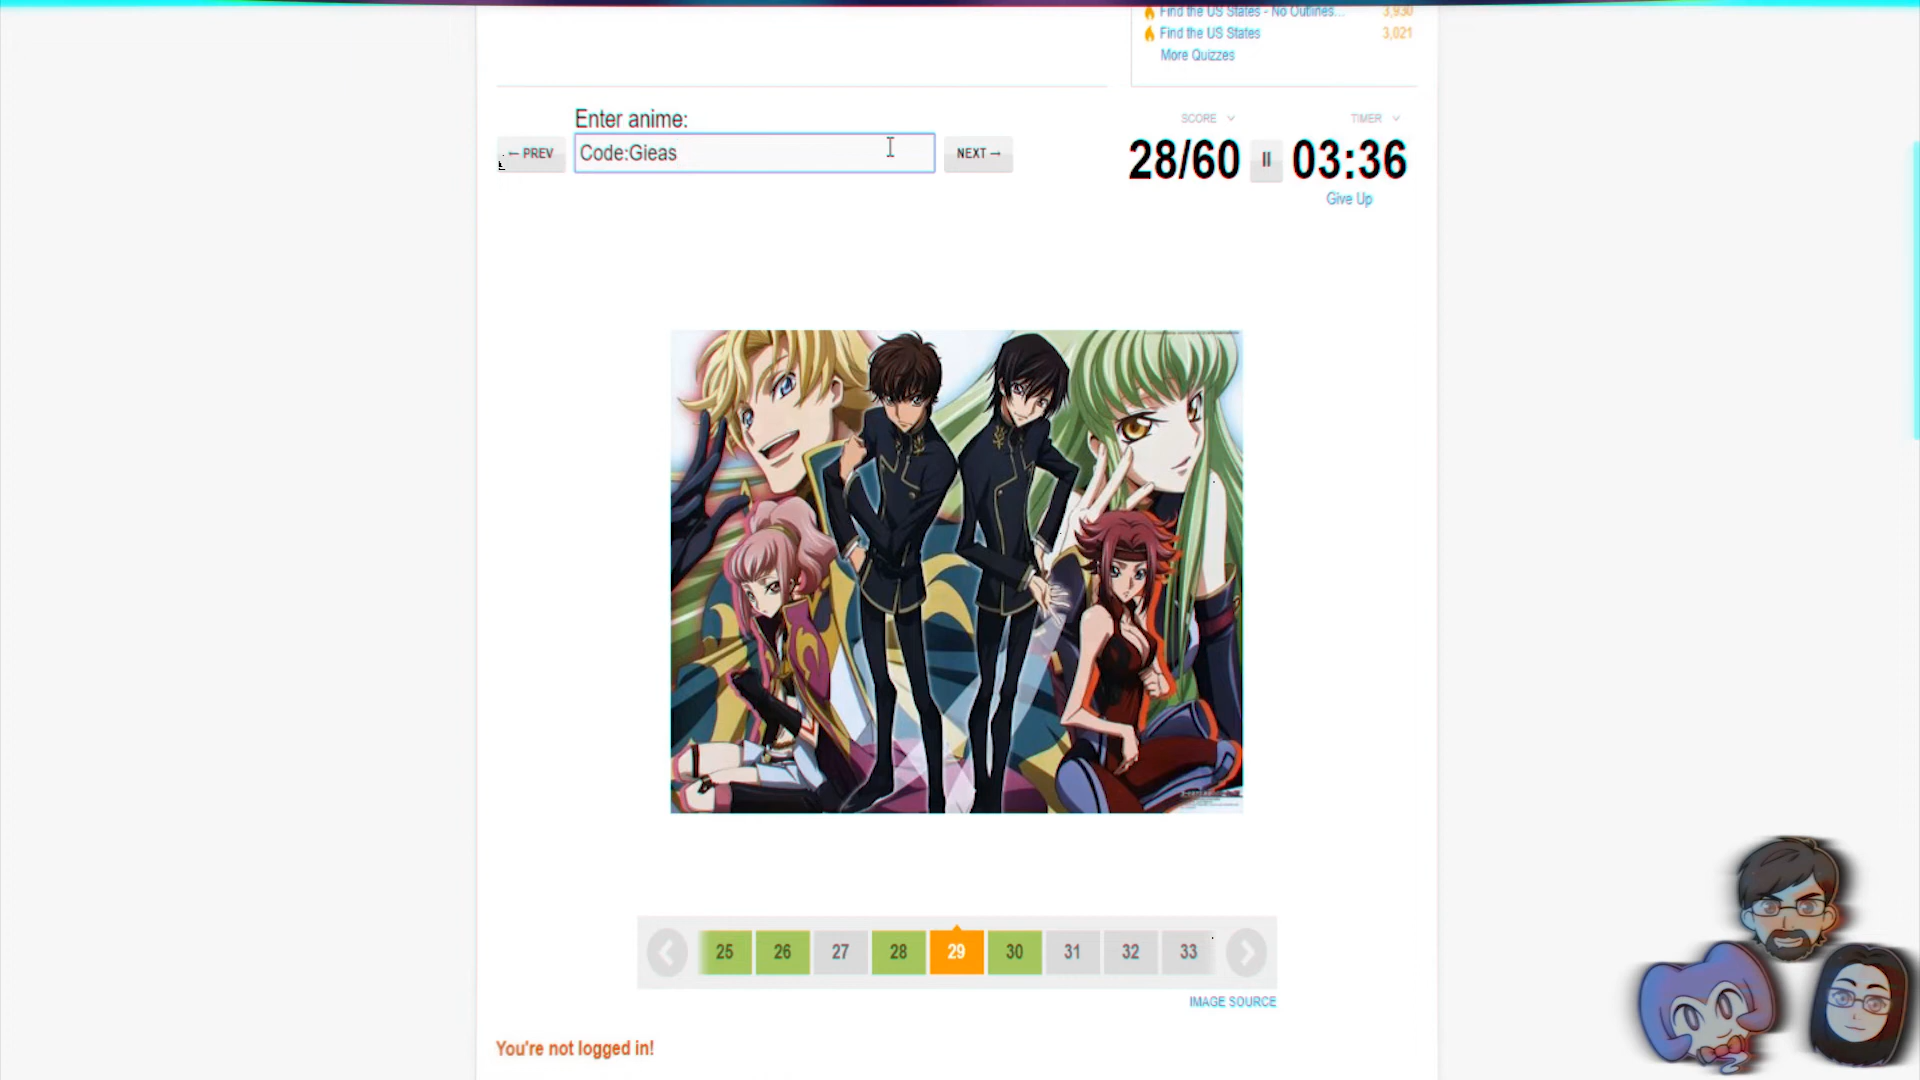 Find the US States - No Outlines... 3,930
Find the US States 3,021
More Quizzes
Enter anime:
← PREV
Code:Gieas
NEXT →
SCORE
TIMER
28/60
03:36
Give Up
25 26 27 28 29 30 31 32 33
IMAGE SOURCE
You're not logged in!